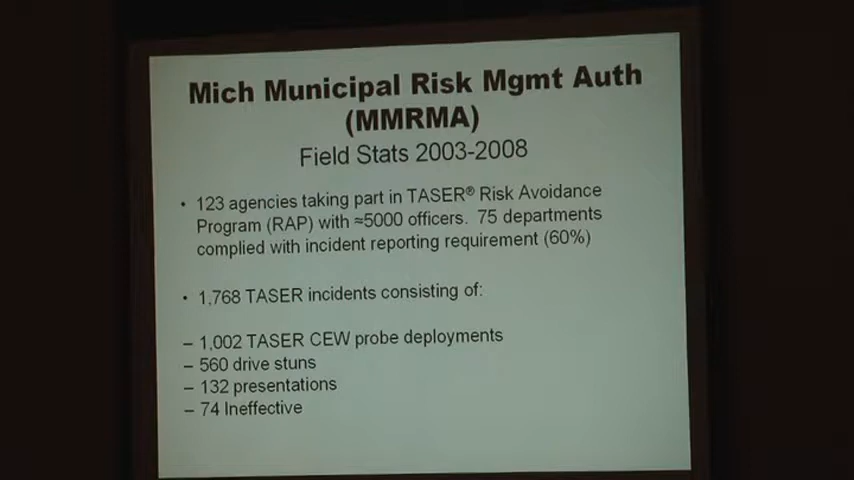 Mich Municipal Risk Mgmt Auth
(MMRMA)
Field Stats 2003-2008
• 123 agencies taking part in TASER® Risk Avoidance
Program (RAP) with ≈5000 officers. 75 departments
complied with incident reporting requirement (60%)
• 1,768 TASER incidents consisting of:
– 1,002 TASER CEW probe deployments
– 560 drive stuns
– 132 presentations
– 74 Ineffective